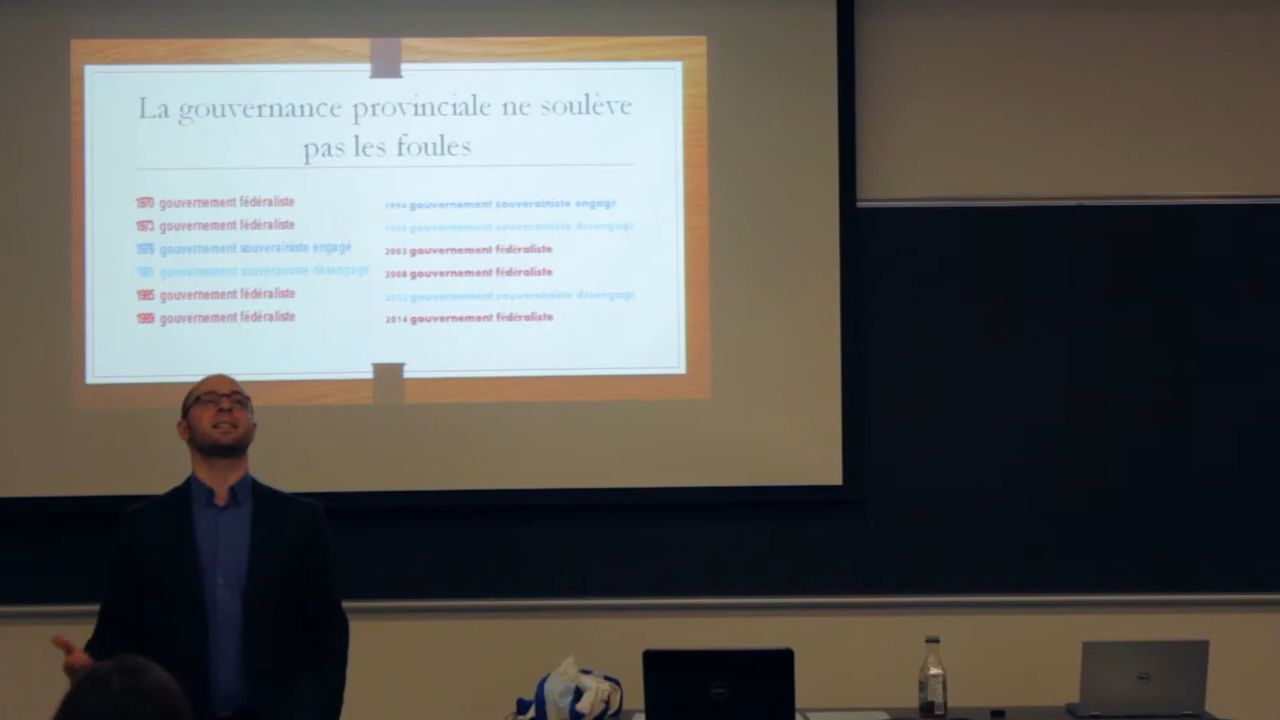 La gouvernance provinciale ne soulève
pas les foules
1970 gouvernement fédéraliste
1973 gouvernement fédéraliste
1976 gouvernement souverainiste engagé
1981 gouvernement souverainiste désengagé
1985 gouvernement fédéraliste
1989 gouvernement fédéraliste
1994 gouvernement souverainiste engagé
1998 gouvernement souverainiste désengagé
2003 gouvernement fédéraliste
2008 gouvernement fédéraliste
2012 gouvernement souverainiste désengagé
2014 gouvernement fédéraliste
DELL
DELL